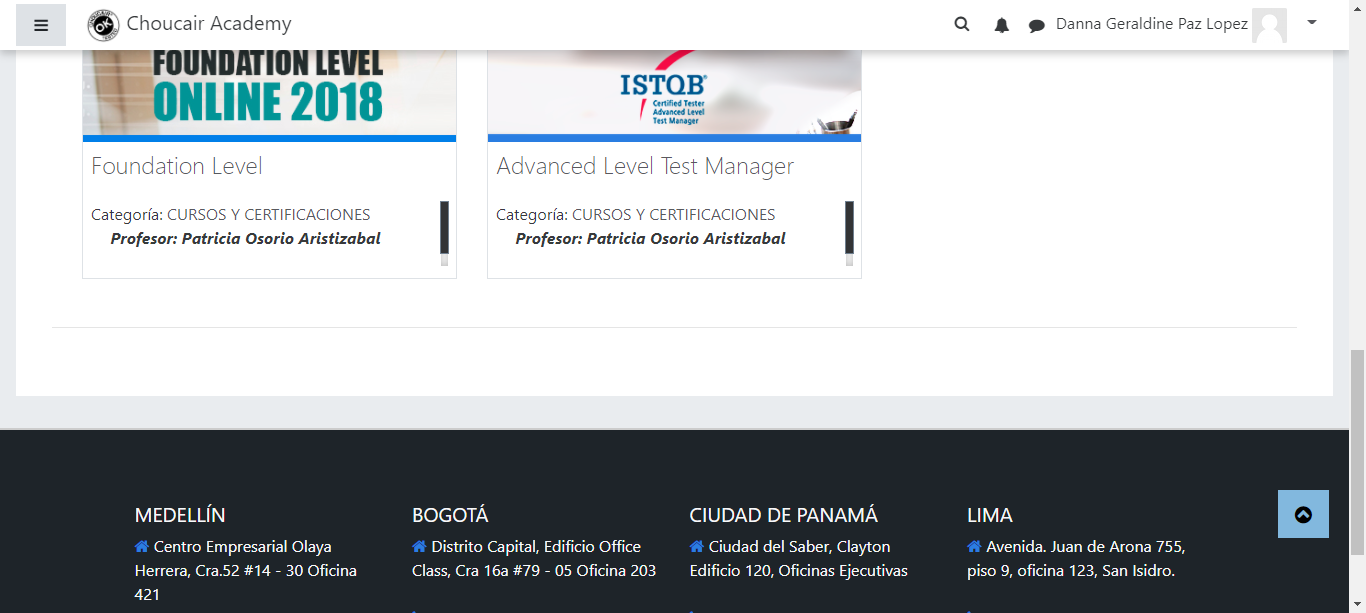 Choucair Academy
Danna Geraldine Paz Lopez
FOUNDATION LEVEL
ONLINE 2018
ISTQB®
Certified Tester
Advanced Level
Test Manager
Foundation Level
Categoría: CURSOS Y CERTIFICACIONES
Profesor: Patricia Osorio Aristizabal
Advanced Level Test Manager
Categoría: CURSOS Y CERTIFICACIONES
Profesor: Patricia Osorio Aristizabal
MEDELLÍN
Centro Empresarial Olaya
Herrera, Cra.52 #14 - 30 Oficina
421
BOGOTÁ
Distrito Capital, Edificio Office
Class, Cra 16a #79 - 05 Oficina 203
CIUDAD DE PANAMÁ
Ciudad del Saber, Clayton
Edificio 120, Oficinas Ejecutivas
LIMA
Avenida. Juan de Arona 755,
piso 9, oficina 123, San Isidro.